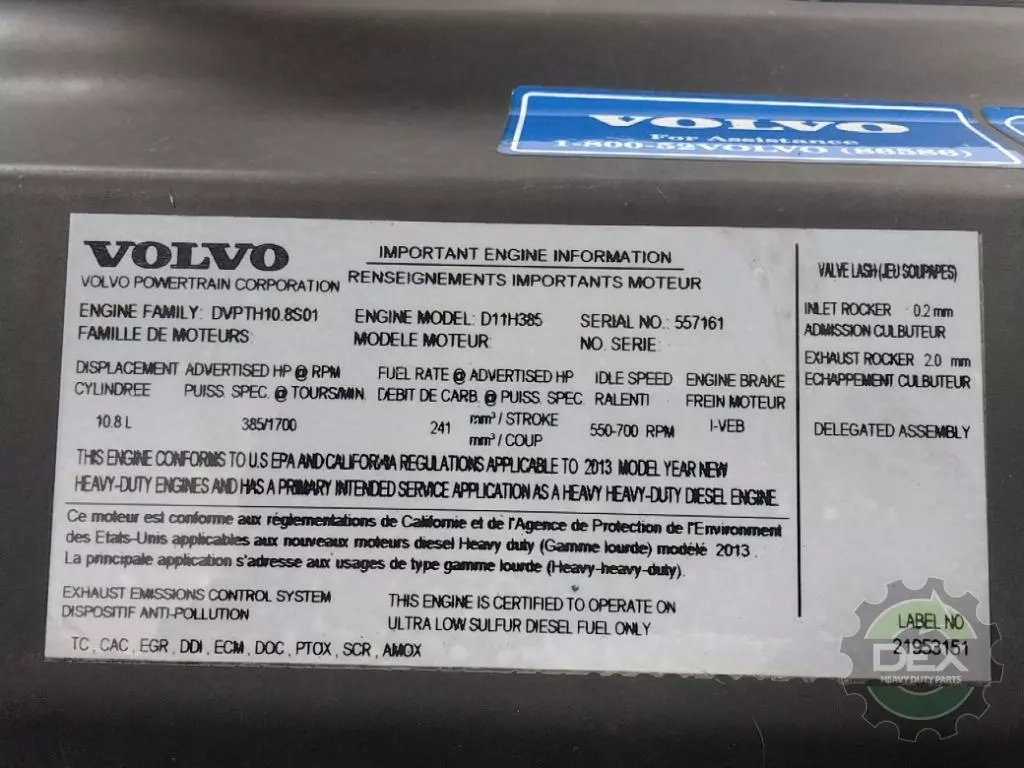 VOLVO
For Assistance
1-800-52VOLVO (86586)
VOLVO
VOLVO POWERTRAIN CORPORATION
IMPORTANT ENGINE INFORMATION
RENSEIGNEMENTS IMPORTANTS MOTEUR
ENGINE FAMILY: DVPTH10.8S01
FAMILLE DE MOTEURS:
ENGINE MODEL: D11H385
MODELE MOTEUR:
SERIAL NO.: 557161
NO. SERIE:
DISPLACEMENT ADVERTISED HP @ RPM FUEL RATE @ ADVERTISED HP IDLE SPEED ENGINE BRAKE
CYLINDREE PUISS. SPEC. @ TOURS/MIN. DEBIT DE CARB. @ PUISS. SPEC. RALENTI FREIN MOTEUR
10.8 L 385/1700 241 mm³ / STROKE 550-700 RPM I-VEB
mm³ / COUP
THIS ENGINE CONFORMS TO U.S EPA AND CALIFORNIA REGULATIONS APPLICABLE TO 2013 MODEL YEAR NEW
HEAVY-DUTY ENGINES AND HAS A PRIMARY INTENDED SERVICE APPLICATION AS A HEAVY HEAVY-DUTY DIESEL ENGINE.
Ce moteur est conforme aux réglementations de Californie et de l'Agence de Protection de l'Environment
des Etats-Unis applicables aux nouveaux moteurs diesel Heavy duty (Gamme lourde) modélé 2013.
La principale application s'adresse aux usages de type gamme lourde (Heavy-heavy-duty).
EXHAUST EMISSIONS CONTROL SYSTEM
DISPOSITIF ANTI-POLLUTION
THIS ENGINE IS CERTIFIED TO OPERATE ON
ULTRA LOW SULFUR DIESEL FUEL ONLY
TC, CAC, EGR, DDI, ECM, DOC, PTOX, SCR, AMOX
VALVE LASH (JEU SOUPAPES)
INLET ROCKER 0.2 mm
ADMISSION CULBUTEUR
EXHAUST ROCKER 2.0 mm
ECHAPPEMENT CULBUTEUR
DELEGATED ASSEMBLY
LABEL NO
21953151
DEX
HEAVY DUTY PARTS